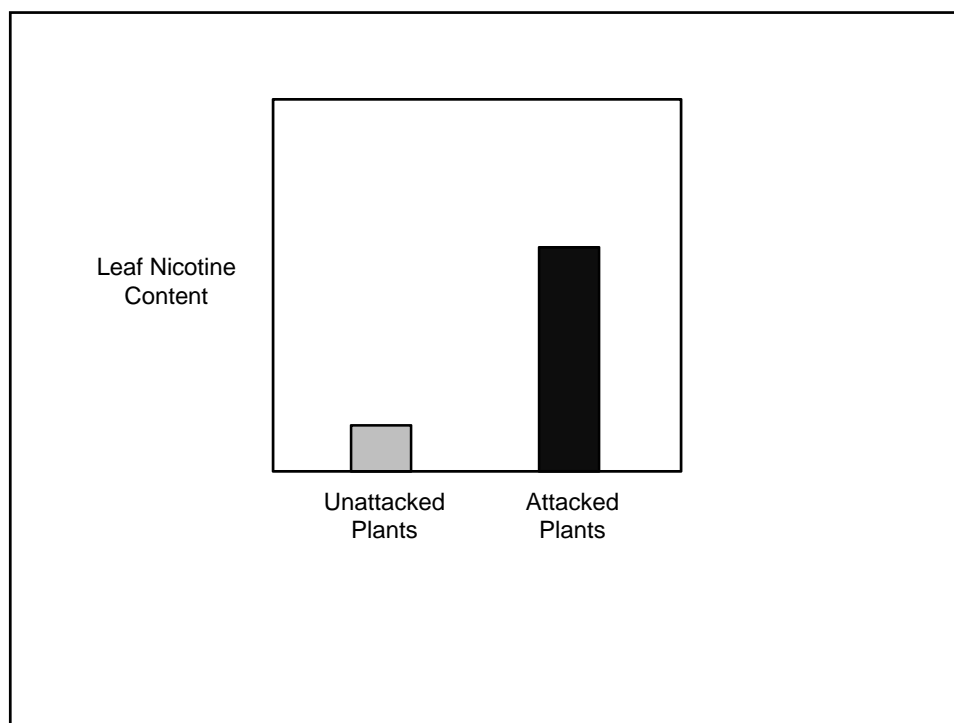 Leaf Nicotine
Content
Unattacked
Plants
Attacked
Plants